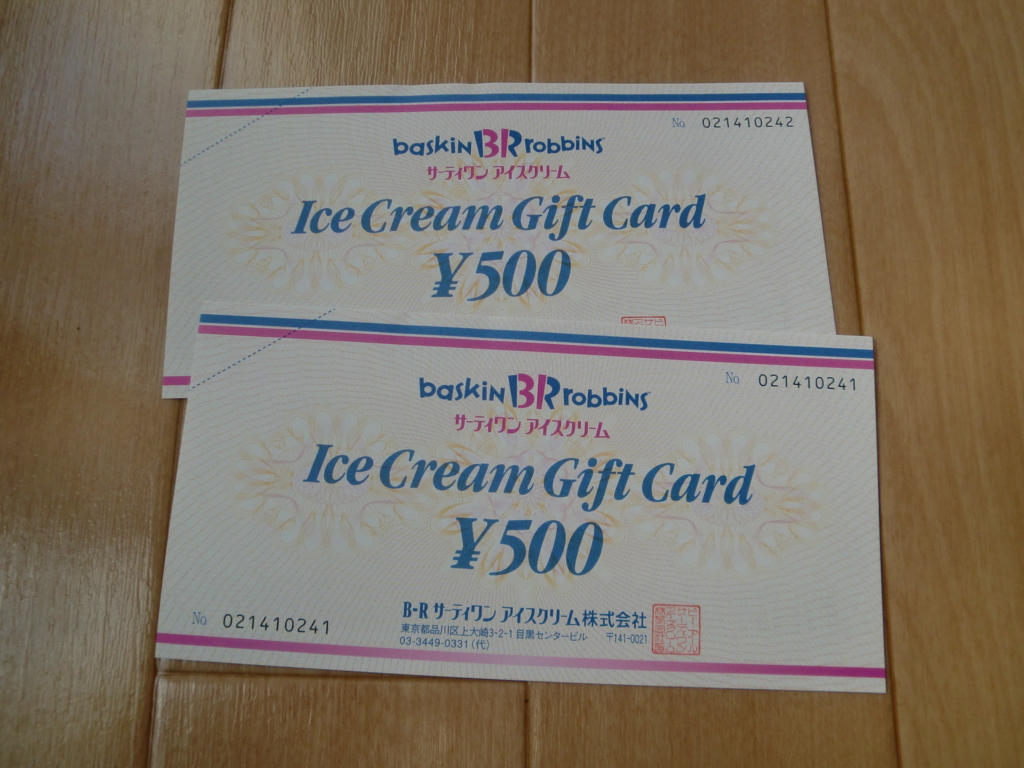 No 021410242
baskin BR robbins
サーティワン アイスクリーム
Ice Cream Gift Card
¥500
No 021410241
baskin BR robbins
サーティワン アイスクリーム
Ice Cream Gift Card
¥500
B-R サーティワン アイスクリーム株式会社
No 021410241
東京都品川区上大崎3-2-1 目黒センタービル 〒141-0021
03-3449-0331(代)